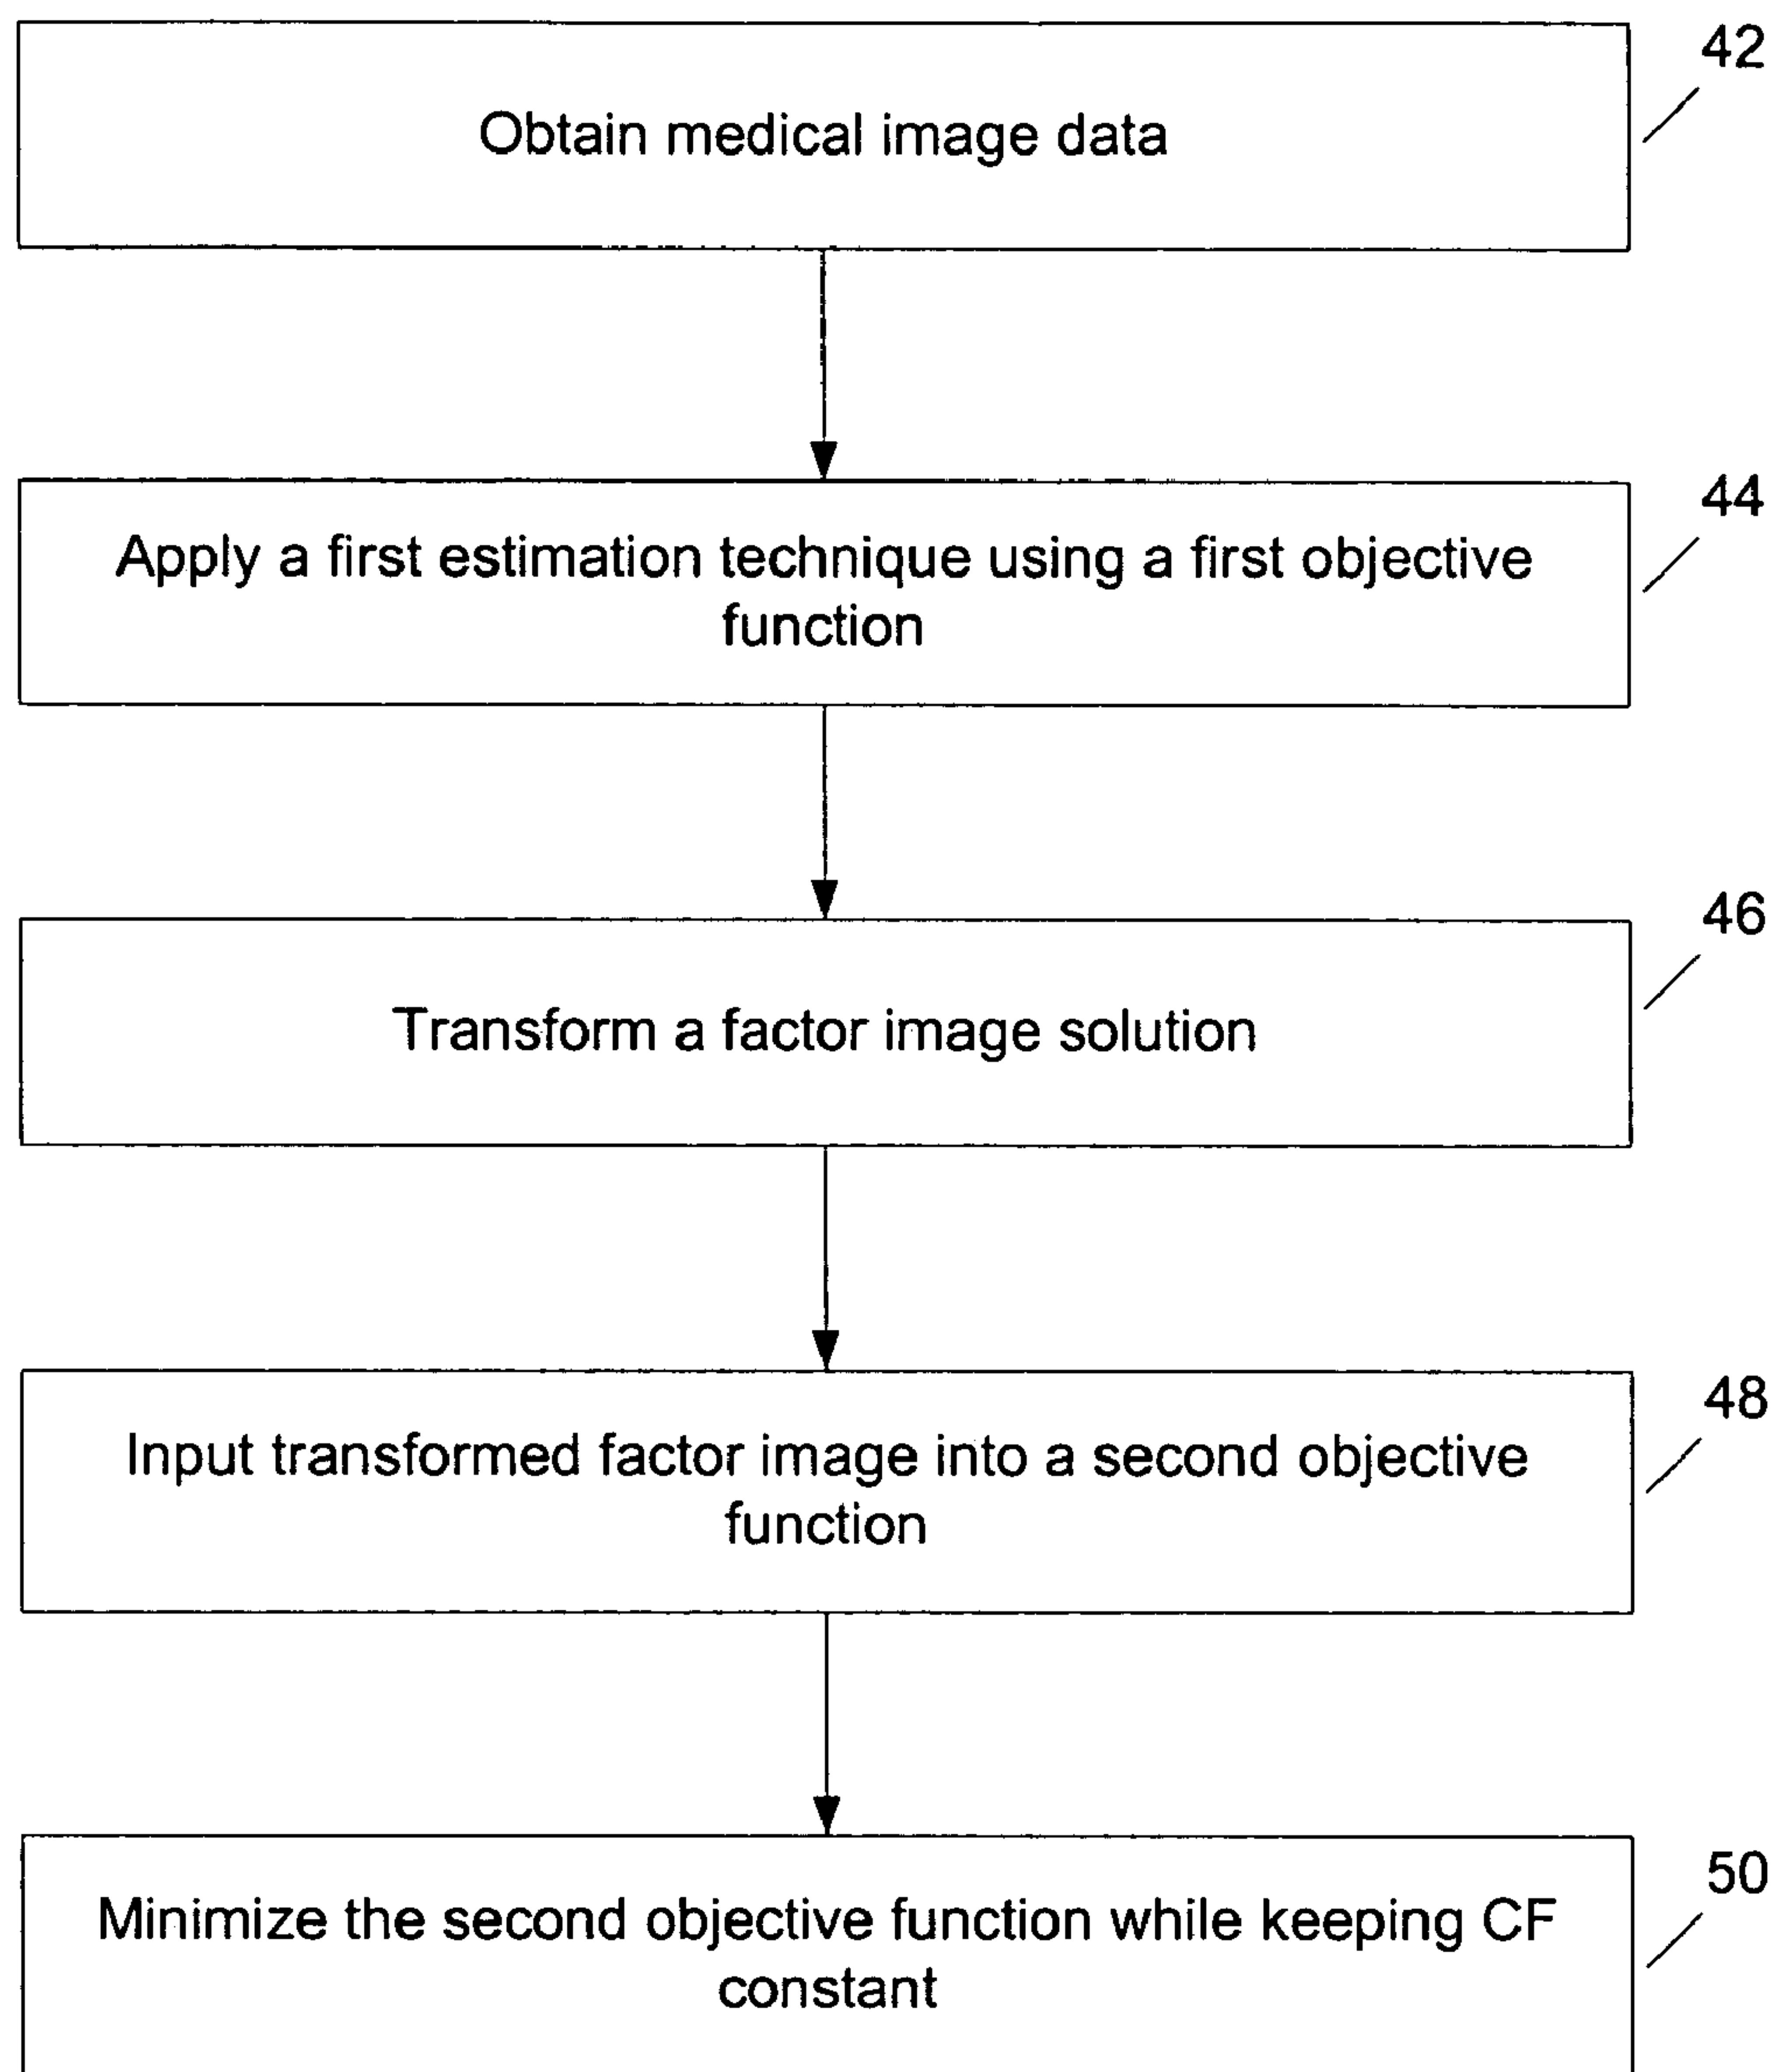 42
Obtain medical image data
44
Apply a first estimation technique using a first objective
function
46
Transform a factor image solution
48
Input transformed factor image into a second objective
function
50
Minimize the second objective function while keeping CF
constant